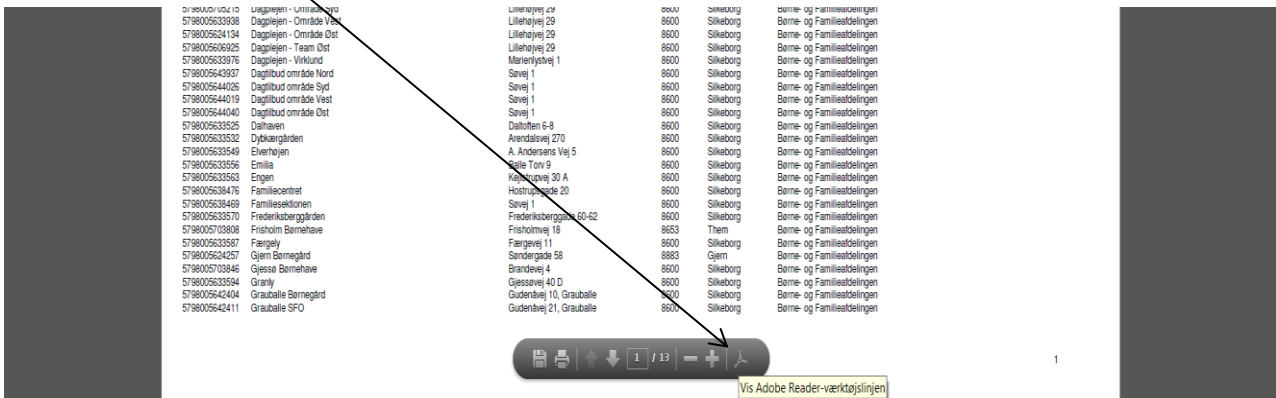 5798005705215 Dagplejen - Område Syd Lillehøjvej 29 8600 Silkeborg Børne- og Familieafdelingen
5798005633938 Dagplejen - Område Vest Lillehøjvej 29 8600 Silkeborg Børne- og Familieafdelingen
5798005624134 Dagplejen - Område Øst Lillehøjvej 29 8600 Silkeborg Børne- og Familieafdelingen
5798005606925 Dagplejen - Team Øst Lillehøjvej 29 8600 Silkeborg Børne- og Familieafdelingen
5798005633976 Dagplejen - Virklund Marienlystvej 1 8600 Silkeborg Børne- og Familieafdelingen
5798005643937 Dagtilbud område Nord Søvej 1 8600 Silkeborg Børne- og Familieafdelingen
5798005644026 Dagtilbud område Syd Søvej 1 8600 Silkeborg Børne- og Familieafdelingen
5798005644019 Dagtilbud område Vest Søvej 1 8600 Silkeborg Børne- og Familieafdelingen
5798005644040 Dagtilbud område Øst Søvej 1 8600 Silkeborg Børne- og Familieafdelingen
5798005633525 Dalhaven Daltoften 6-8 8600 Silkeborg Børne- og Familieafdelingen
5798005633532 Dybkærgården Arendalsvej 270 8600 Silkeborg Børne- og Familieafdelingen
5798005633549 Elverhøjen A. Andersens Vej 5 8600 Silkeborg Børne- og Familieafdelingen
5798005633556 Emilia Balle Torv 9 8600 Silkeborg Børne- og Familieafdelingen
5798005633563 Engen Kejlstrupvej 30 A 8600 Silkeborg Børne- og Familieafdelingen
5798005638476 Familiecentret Hostrupsgade 20 8600 Silkeborg Børne- og Familieafdelingen
5798005638469 Familiesektionen Søvej 1 8600 Silkeborg Børne- og Familieafdelingen
5798005633570 Frederiksberggården Frederiksberggade 60-62 8600 Silkeborg Børne- og Familieafdelingen
5798005703808 Frisholm Børnehave Frisholmvej 18 8653 Them Børne- og Familieafdelingen
5798005633587 Færgely Færgevej 11 8600 Silkeborg Børne- og Familieafdelingen
5798005624257 Gjern Børnegård Søndergade 58 8883 Gjern Børne- og Familieafdelingen
5798005703846 Gjessø Børnehave Brandevej 4 8600 Silkeborg Børne- og Familieafdelingen
5798005633594 Granly Gjessøvej 40 D 8600 Silkeborg Børne- og Familieafdelingen
5798005642404 Grauballe Børnegård Gudenåvej 10, Grauballe 8600 Silkeborg Børne- og Familieafdelingen
5798005642411 Grauballe SFO Gudenåvej 21, Grauballe 8600 Silkeborg Børne- og Familieafdelingen
1 / 13
1
Vis Adobe Reader-værktøjslinjen